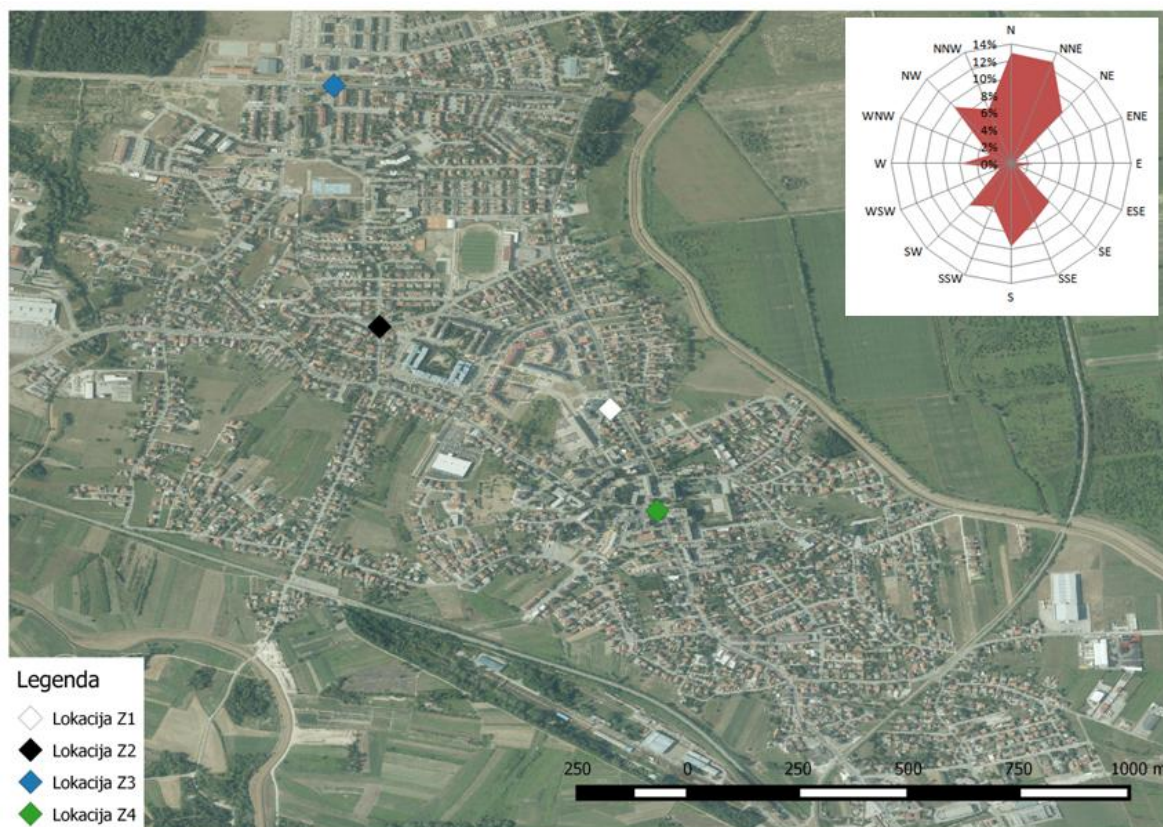 N
NNE
NE
ENE
E
ESE
SE
SSE
S
SSW
SW
WSW
W
WNW
NW
NNW
14%
12%
10%
8%
6%
4%
2%
0%
Legenda
Lokacija Z1
Lokacija Z2
Lokacija Z3
Lokacija Z4
250 0 250 500 750 1000 m